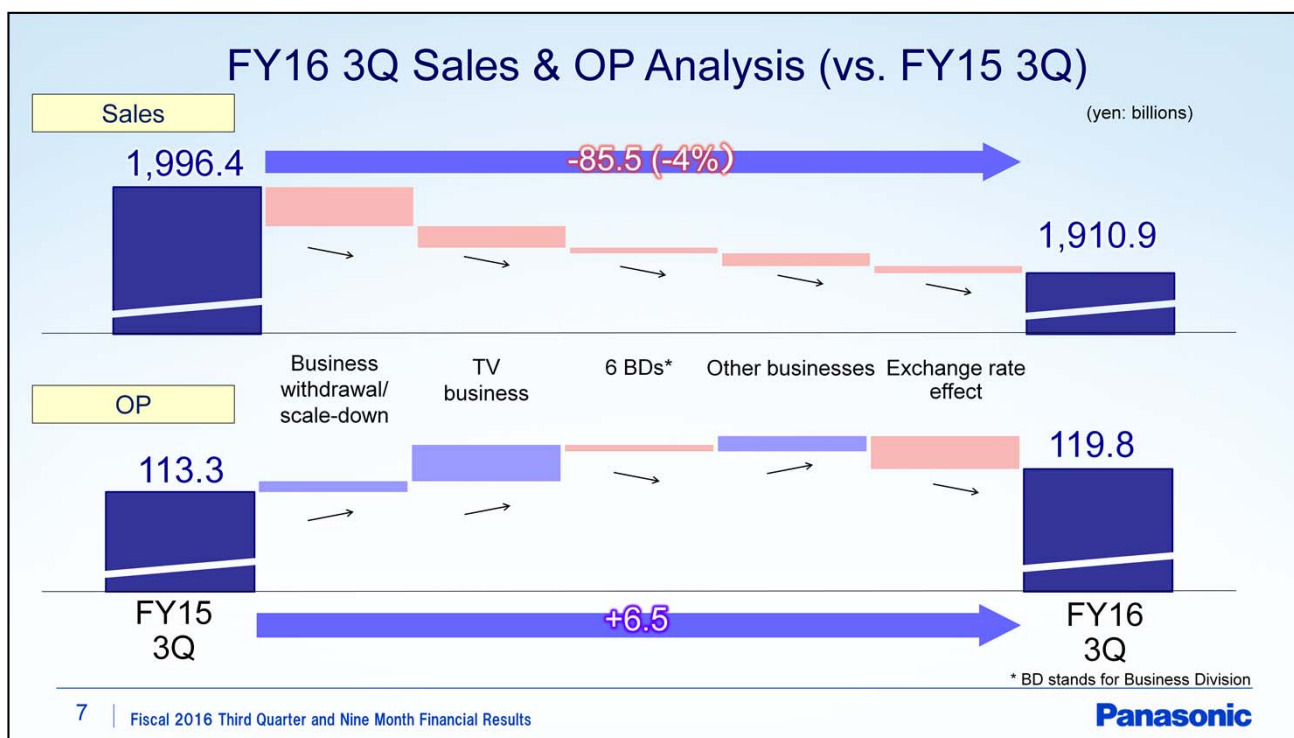 FY16 3Q Sales & OP Analysis (vs. FY15 3Q)
Sales
(yen: billions)
-85.5 (-4%)
1,996.4
1,910.9
Business
withdrawal/
scale-down
TV
business
6 BDs*
Other businesses
Exchange rate
effect
OP
113.3
119.8
FY15
3Q
+6.5
FY16
3Q
* BD stands for Business Division
7
Fiscal 2016 Third Quarter and Nine Month Financial Results
Panasonic